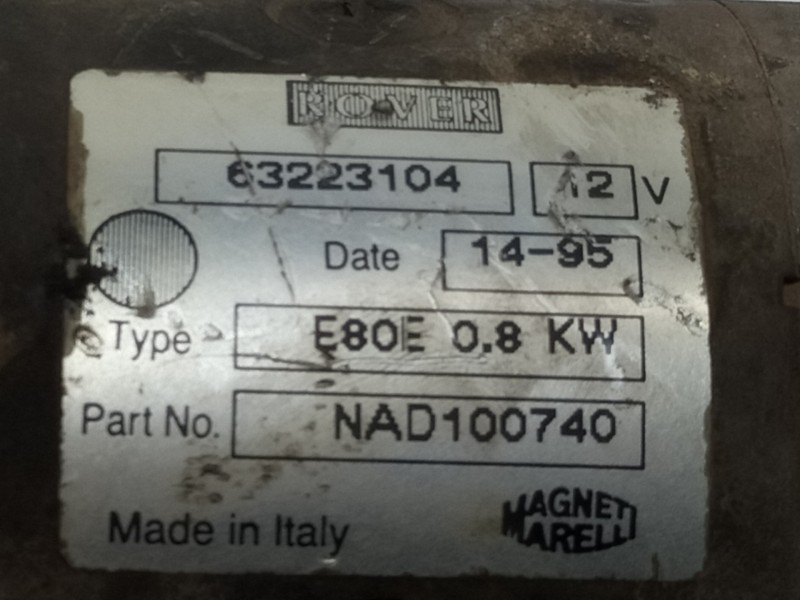 ROVER
63223104 12 V
Date 14-95
Type E80E 0.8 KW
Part No. NAD100740
Made in Italy
MAGNETI
MARELLI